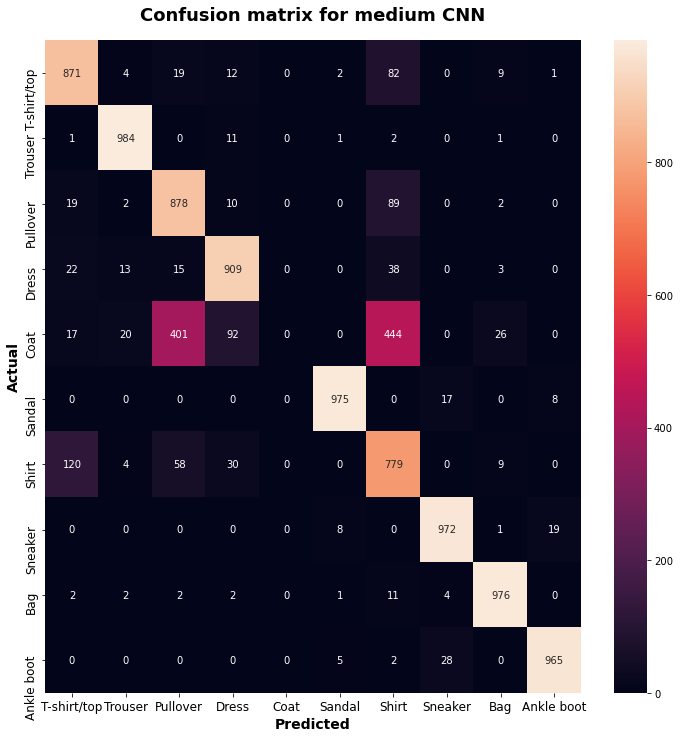 Confusion matrix for medium CNN
T-shirt/top 871 4 19 12 0 2 82 0 9 1
Trouser 1 984 0 11 0 1 2 0 1 0
Pullover 19 2 878 10 0 0 89 0 2 0
Dress 22 13 15 909 0 0 38 0 3 0
Coat 17 20 401 92 0 0 444 0 26 0
Sandal 0 0 0 0 0 975 0 17 0 8
Shirt 120 4 58 30 0 0 779 0 9 0
Sneaker 0 0 0 0 0 8 0 972 1 19
Bag 2 2 2 2 0 1 11 4 976 0
Ankle boot 0 0 0 0 0 5 2 28 0 965
Actual
T-shirt/top Trouser Pullover Dress Coat Sandal Shirt Sneaker Bag Ankle boot
Predicted
800
600
400
200
0